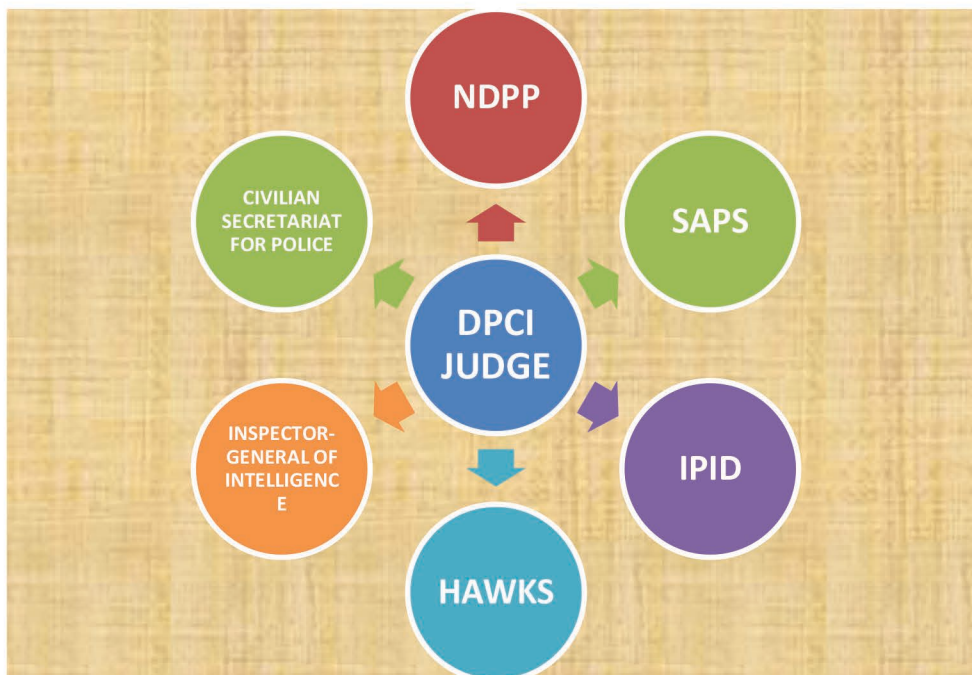 NDPP
CIVILIAN
SECRETARIAT
FOR POLICE
SAPS
DPCI
JUDGE
INSPECTOR-
GENERAL OF
INTELLIGENC
E
IPID
HAWKS